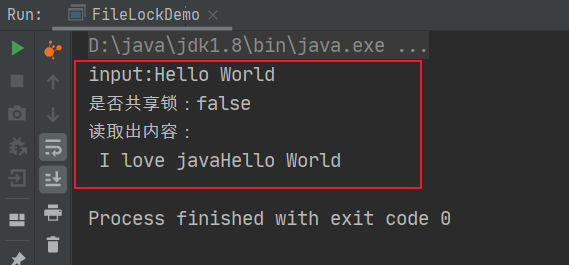 Run: FileLockDemo ×
D:\java\jdk1.8\bin\java.exe ...
input:Hello World
是否共享锁：false
读取出内容：
 I love javaHello World
Process finished with exit code 0